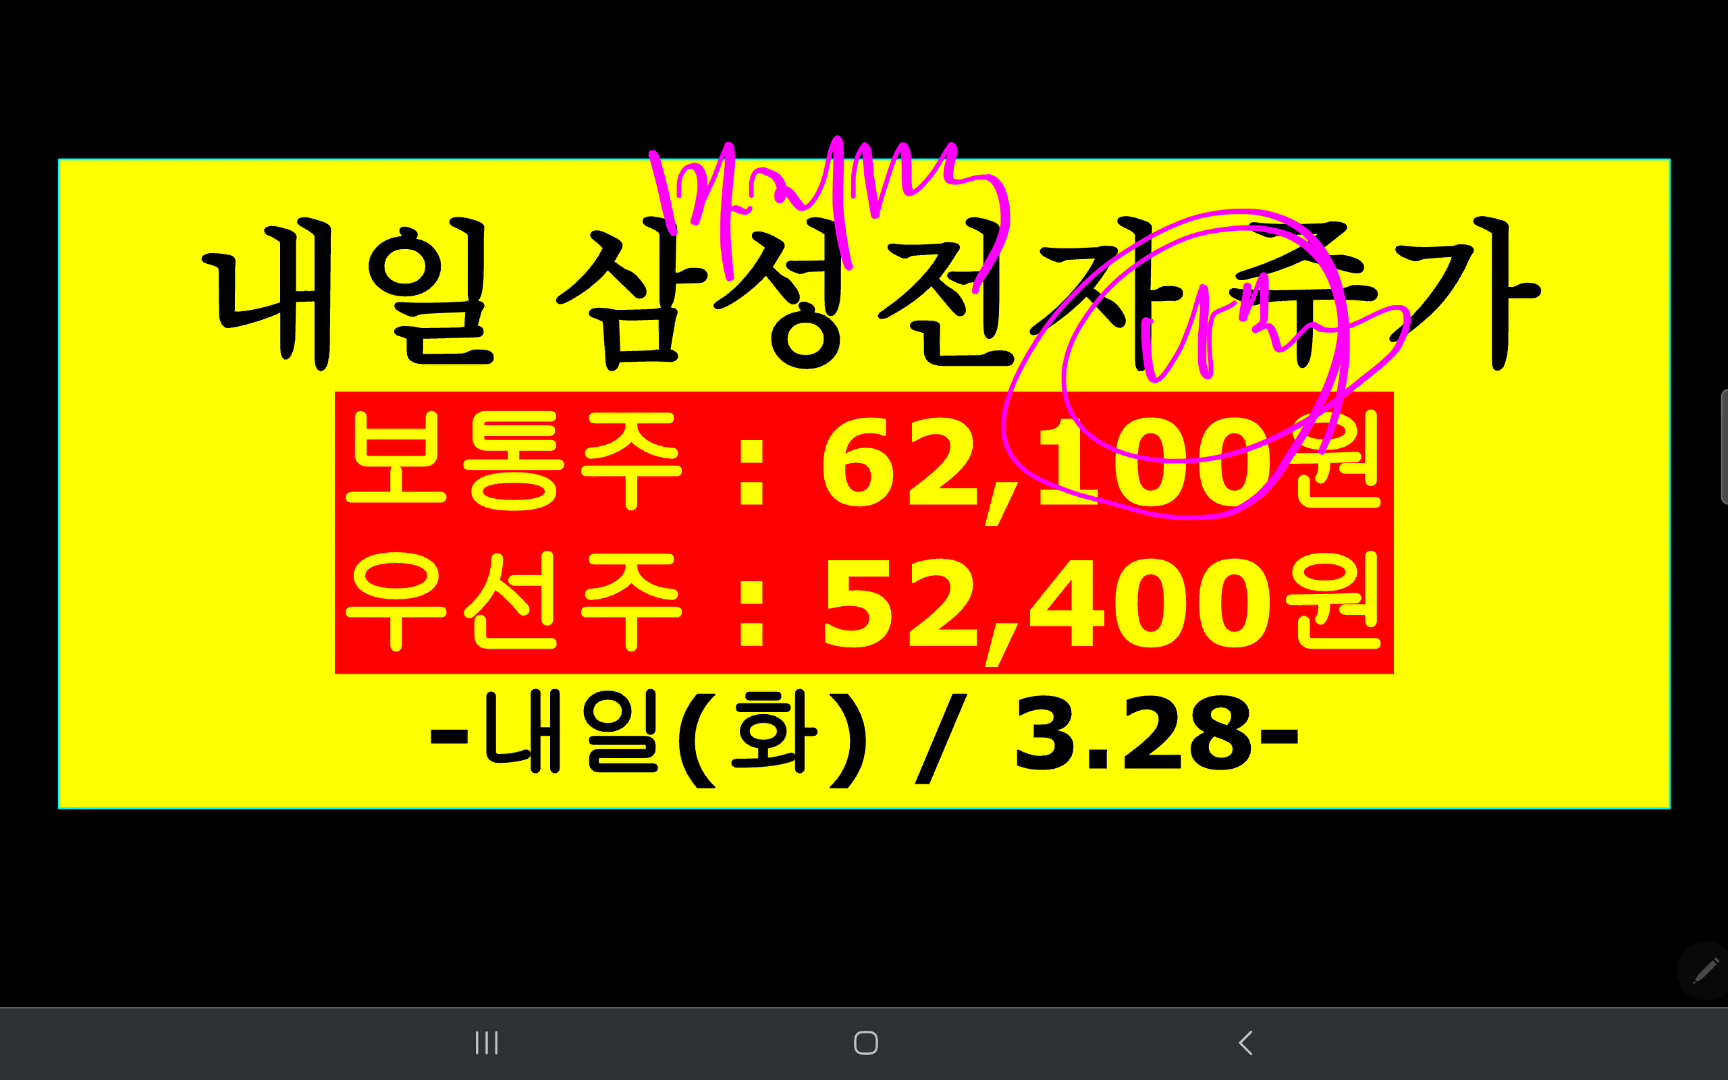 내일 삼성전자 주가
보통주 : 62,100원
우선주 : 52,400원
-내일(화) / 3.28-